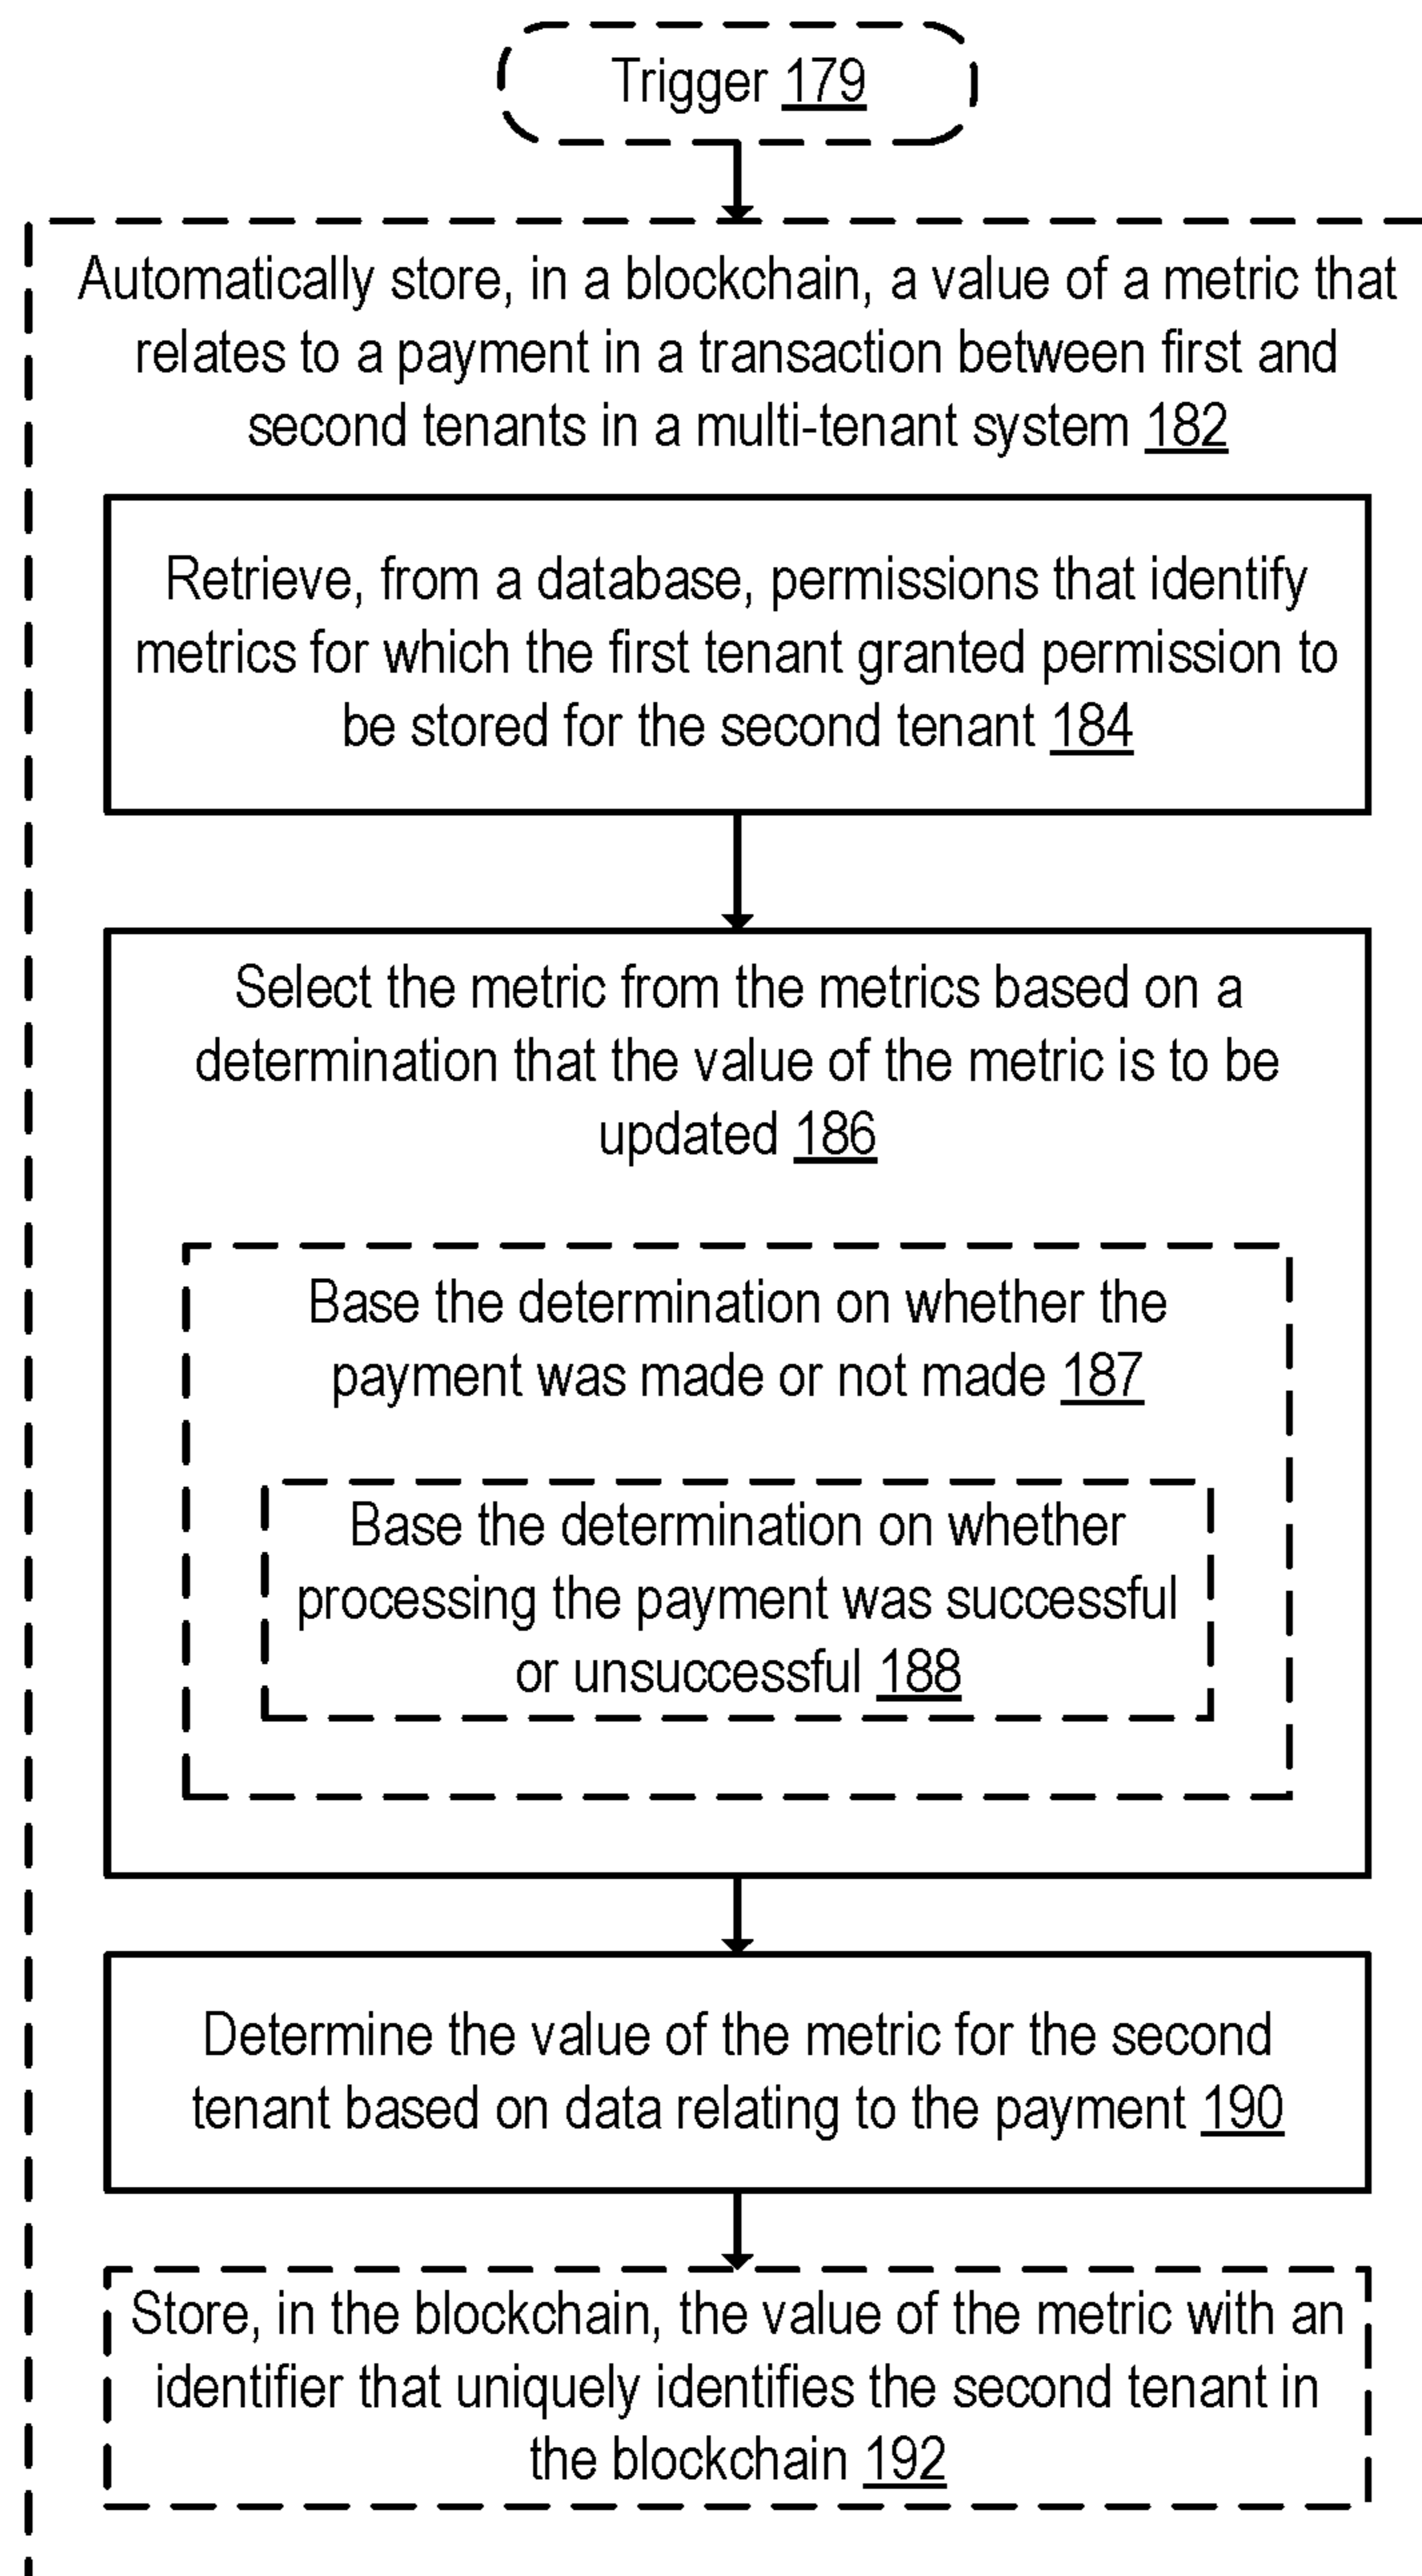 Trigger 179
Automatically store, in a blockchain, a value of a metric that
relates to a payment in a transaction between first and
second tenants in a multi-tenant system 182
Retrieve, from a database, permissions that identify
metrics for which the first tenant granted permission to
be stored for the second tenant 184
Select the metric from the metrics based on a
determination that the value of the metric is to be
updated 186
Base the determination on whether the
payment was made or not made 187
Base the determination on whether
processing the payment was successful
or unsuccessful 188
Determine the value of the metric for the second
tenant based on data relating to the payment 190
Store, in the blockchain, the value of the metric with an
identifier that uniquely identifies the second tenant in
the blockchain 192